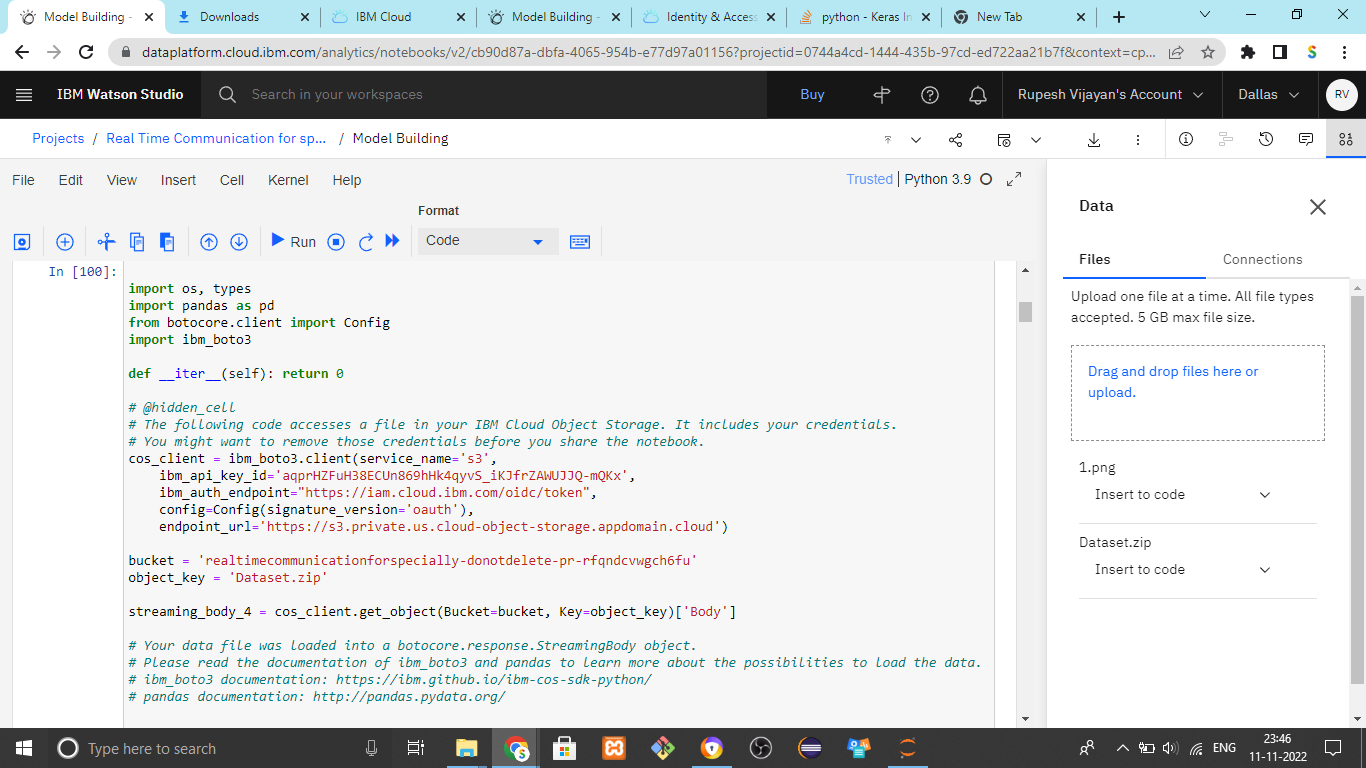 Model Building -
Downloads
IBM Cloud
Model Building -
Identity & Access
python - Keras In
New Tab
dataplatform.cloud.ibm.com/analytics/notebooks/v2/cb90d87a-dbfa-4065-954b-e77d97a01156?projectid=0744a4cd-1444-435b-97cd-ed722aa21b7f&context=cp...
IBM Watson Studio
Search in your workspaces
Buy
Rupesh Vijayan's Account
Dallas
RV
Projects / Real Time Communication for sp... / Model Building
File Edit View Insert Cell Kernel Help
Trusted | Python 3.9
Format
Run
Code
In [100]:
import os, types
import pandas as pd
from botocore.client import Config
import ibm_boto3
def __iter__(self): return 0
# @hidden_cell
# The following code accesses a file in your IBM Cloud Object Storage. It includes your credentials.
# You might want to remove those credentials before you share the notebook.
cos_client = ibm_boto3.client(service_name='s3',
ibm_api_key_id='aqprHZFuH38ECUn869hHk4qyvS_iKJfrZAWUJJQ-mQKx',
ibm_auth_endpoint="https://iam.cloud.ibm.com/oidc/token",
config=Config(signature_version='oauth'),
endpoint_url='https://s3.private.us.cloud-object-storage.appdomain.cloud')
bucket = 'realtimecommunicationforspecially-donotdelete-pr-rfqndcvwgch6fu'
object_key = 'Dataset.zip'
streaming_body_4 = cos_client.get_object(Bucket=bucket, Key=object_key)['Body']
# Your data file was loaded into a botocore.response.StreamingBody object.
# Please read the documentation of ibm_boto3 and pandas to learn more about the possibilities to load the data.
# ibm_boto3 documentation: https://ibm.github.io/ibm-cos-sdk-python/
# pandas documentation: http://pandas.pydata.org/
Data
Files
Connections
Upload one file at a time. All file types
accepted. 5 GB max file size.
Drag and drop files here or
upload.
1.png
Insert to code
Dataset.zip
Insert to code
Type here to search
ENG
23:46
11-11-2022